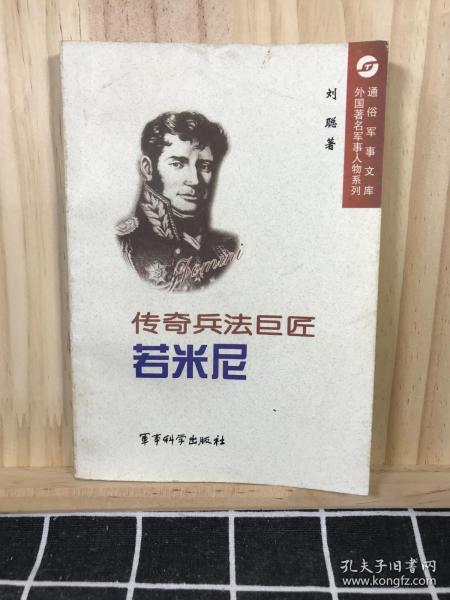 通俗军事文库
外国著名军事人物系列
刘聪著
Jomini
传奇兵法巨匠
若米尼
軍事科学出版社
孔夫子旧书网
www.kongfz.com